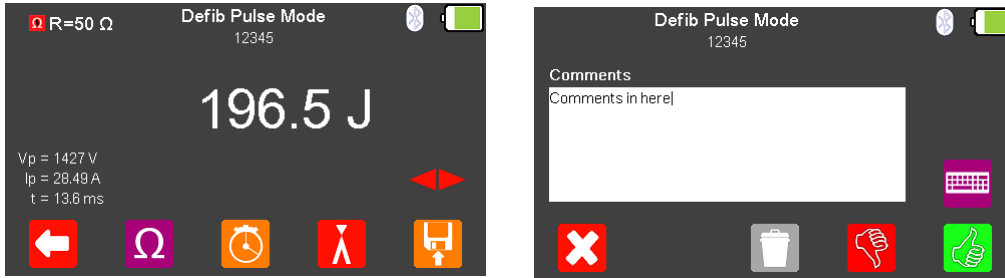 Ω R=50 Ω
Defib Pulse Mode
12345
196.5 J
Vp = 1427 V
Ip = 28.49 A
t = 13.6 ms
Ω
Defib Pulse Mode
12345
Comments
Comments in here